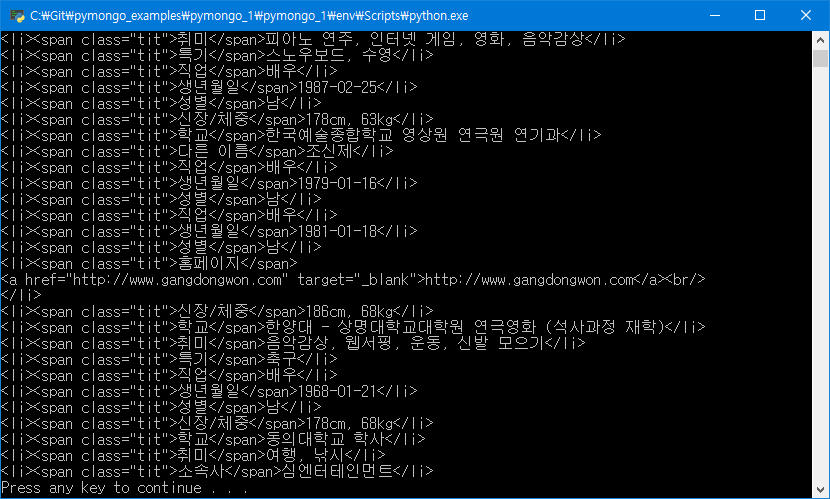 C:\Git\pymongo_examples\pymongo_1\pymongo_1\env\Scripts\python.exe
<li><span class="tit">취미</span>피아노 연주, 인터넷 게임, 영화, 음악감상</li>
<li><span class="tit">특기</span>스노우보드, 수영</li>
<li><span class="tit">직업</span>배우</li>
<li><span class="tit">생년월일</span>1987-02-25</li>
<li><span class="tit">성별</span>남</li>
<li><span class="tit">신장/체중</span>178cm, 63kg</li>
<li><span class="tit">학교</span>한국예술종합학교 영상원 연극원 연기과</li>
<li><span class="tit">다른 이름</span>조신제</li>
<li><span class="tit">직업</span>배우</li>
<li><span class="tit">생년월일</span>1979-01-16</li>
<li><span class="tit">성별</span>남</li>
<li><span class="tit">직업</span>배우</li>
<li><span class="tit">생년월일</span>1981-01-18</li>
<li><span class="tit">성별</span>남</li>
<li><span class="tit">홈페이지</span>
<a href="http://www.gangdongwon.com" target="_blank">http://www.gangdongwon.com</a><br/>
</li>
<li><span class="tit">신장/체중</span>186cm, 68kg</li>
<li><span class="tit">학교</span>한양대 - 상명대학교대학원 연극영화 (석사과정 재학)</li>
<li><span class="tit">취미</span>음악감상, 웹서핑, 운동, 신발 모으기</li>
<li><span class="tit">특기</span>축구</li>
<li><span class="tit">직업</span>배우</li>
<li><span class="tit">생년월일</span>1968-01-21</li>
<li><span class="tit">성별</span>남</li>
<li><span class="tit">신장/체중</span>178cm, 68kg</li>
<li><span class="tit">학교</span>동의대학교 학사</li>
<li><span class="tit">취미</span>여행, 낚시</li>
<li><span class="tit">소속사</span>심엔터테인먼트</li>
Press any key to continue . . .